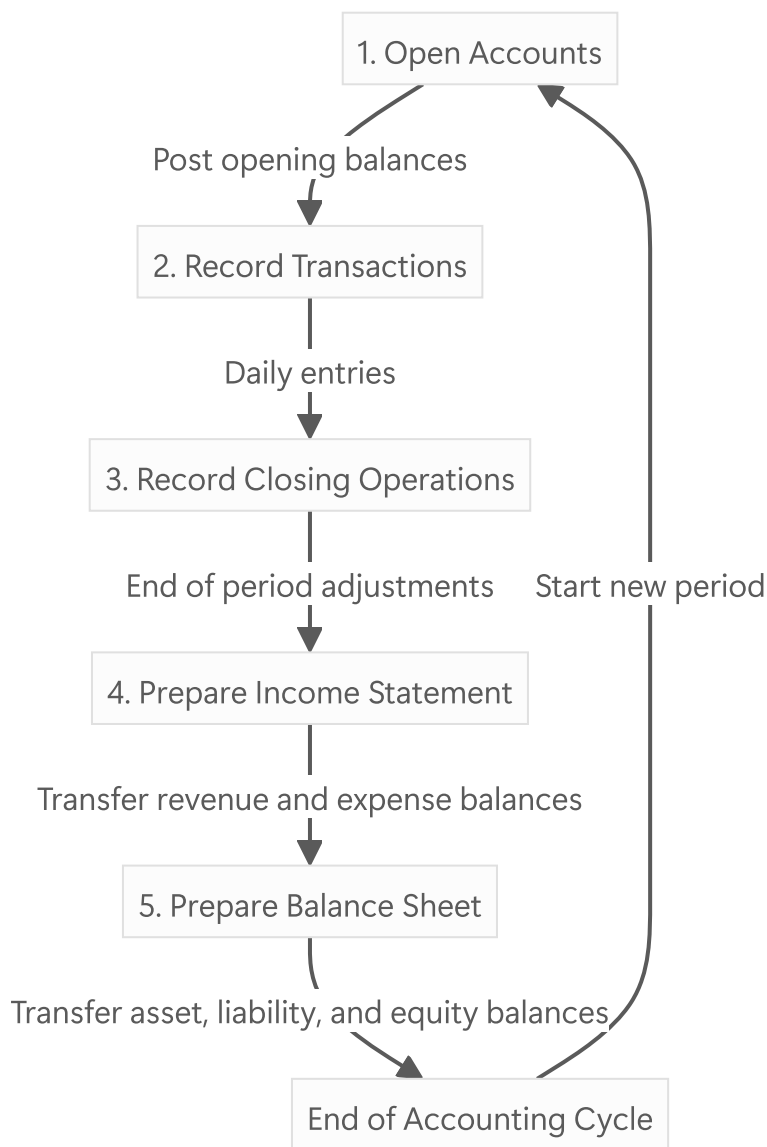 1. Open Accounts
Post opening balances
2. Record Transactions
Daily entries
3. Record Closing Operations
End of period adjustments
Start new period
4. Prepare Income Statement
Transfer revenue and expense balances
5. Prepare Balance Sheet
Transfer asset, liability, and equity balances
End of Accounting Cycle